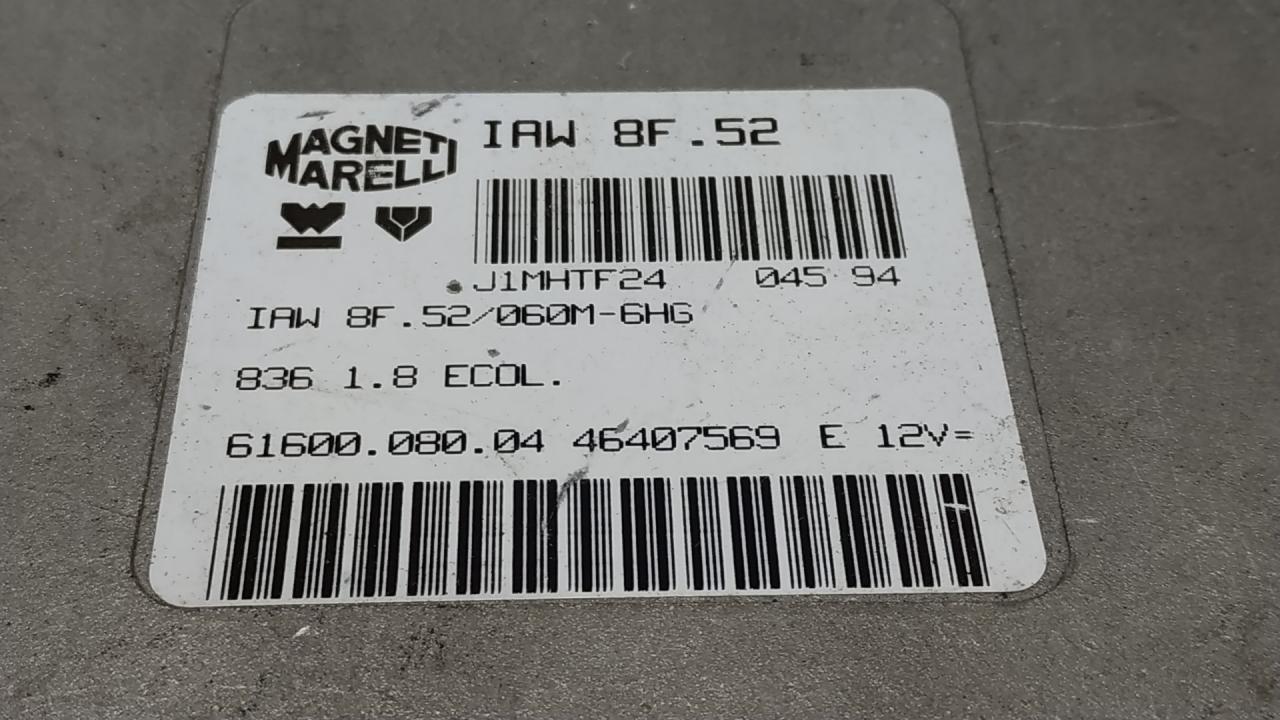 MAGNETI
MARELLI
IAW 8F.52
J1MHTF24 045 94
IAW 8F.52/060M-6HG
836 1.8 ECOL.
61600.080.04 46407569 E 12V=